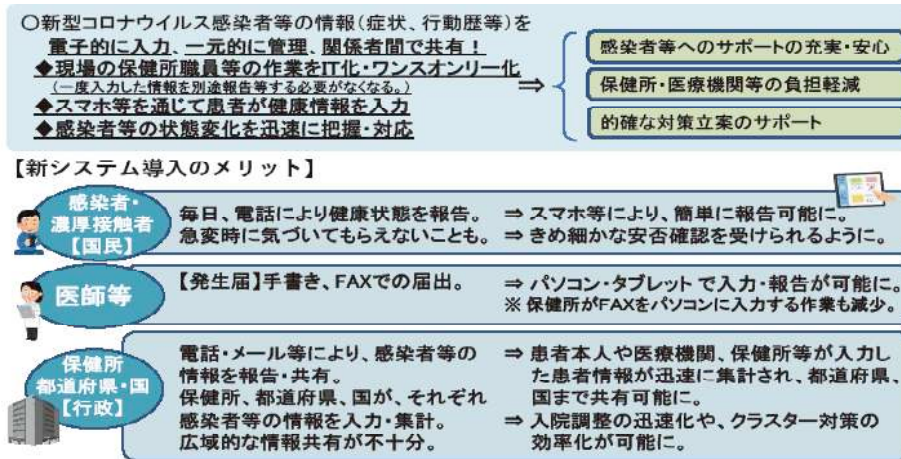 ○新型コロナウイルス感染者等の情報(症状、行動歴等)を
電子的に入力、一元的に管理、関係者間で共有！
◆現場の保健所職員等の作業をIT化・ワンスオンリー化
(一度入力した情報を別途報告等する必要がなくなる。)
◆スマホ等を通じて患者が健康情報を入力
◆感染者等の状態変化を迅速に把握・対応
⇒
感染者等へのサポートの充実・安心
保健所・医療機関等の負担軽減
的確な対策立案のサポート
【新システム導入のメリット】
感染者・
濃厚接触者
【国民】
毎日、電話により健康状態を報告。
急変時に気づいてもらえないことも。
⇒ スマホ等により、簡単に報告可能に。
⇒ きめ細かな安否確認を受けられるように。
医師等
【発生届】手書き、FAXでの届出。
⇒ パソコン・タブレットで入力・報告が可能に。
※ 保健所がFAXをパソコンに入力する作業も減少。
保健所
都道府県・国
【行政】
電話・メール等により、感染者等の
情報を報告・共有。
保健所、都道府県、国が、それぞれ
感染者等の情報を入力・集計。
広域的な情報共有が不十分。
⇒ 患者本人や医療機関、保健所等が入力し
た患者情報が迅速に集計され、都道府県、
国まで共有可能に。
⇒ 入院調整の迅速化や、クラスター対策の
効率化が可能に。